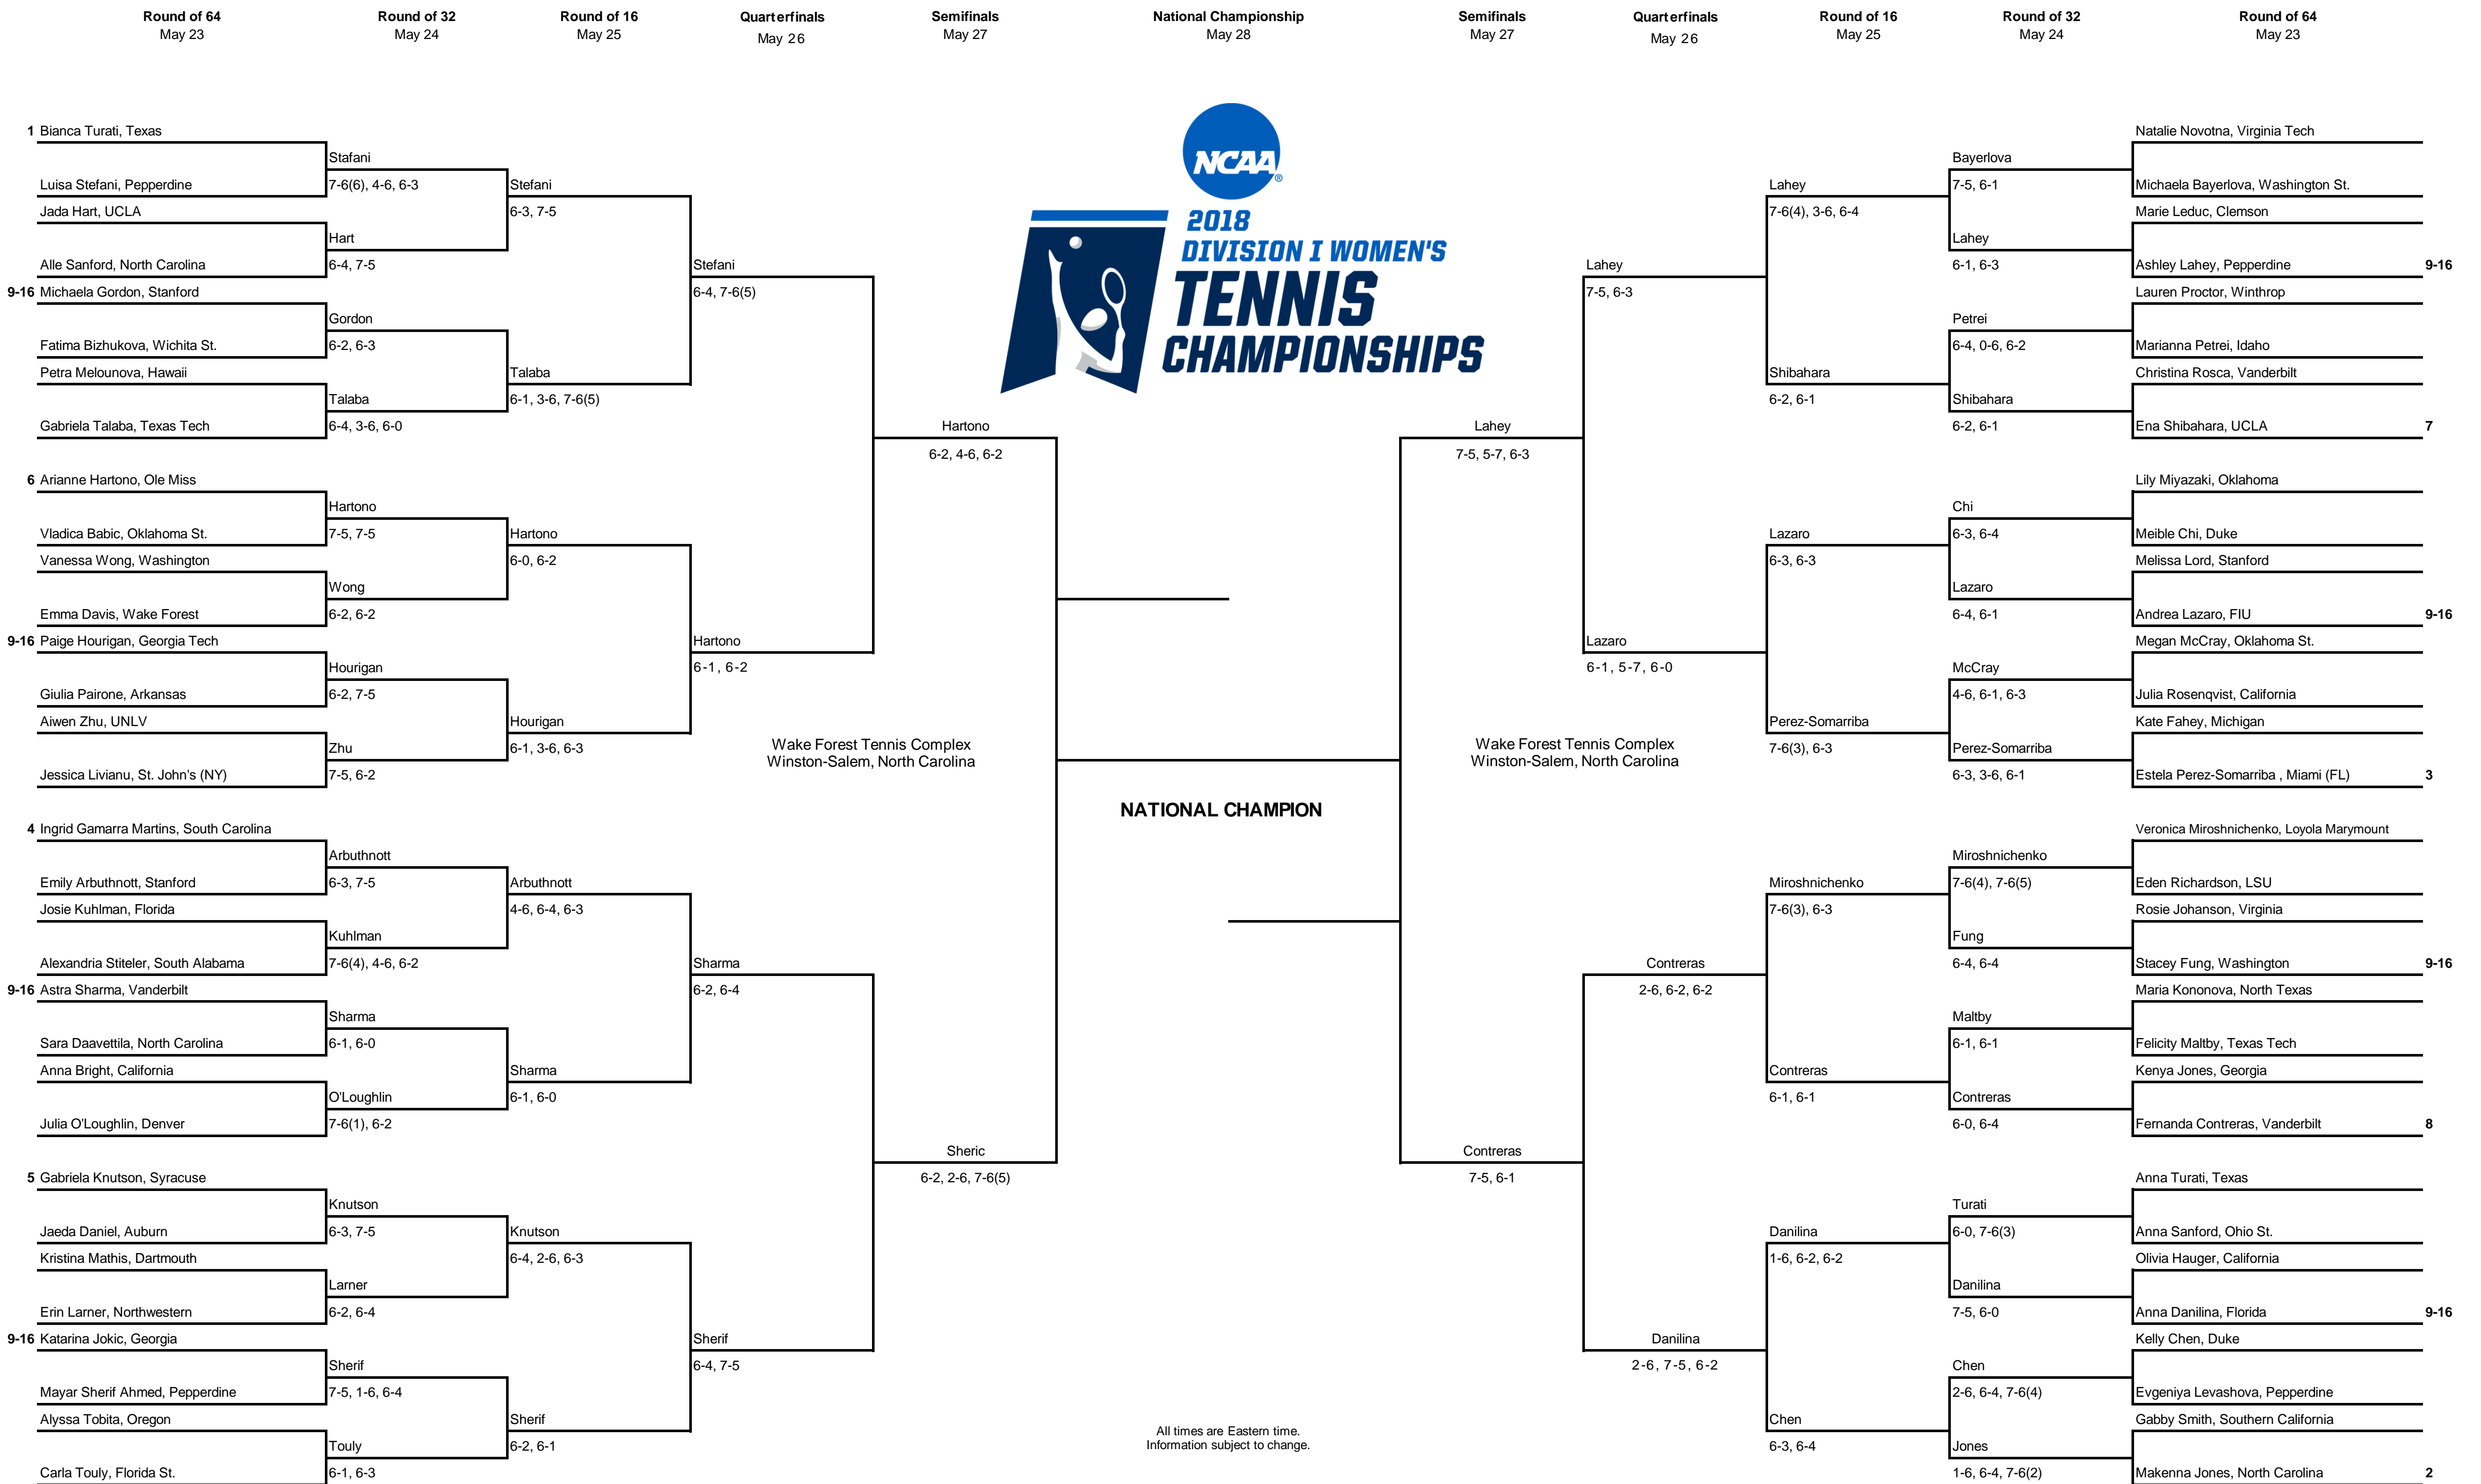 Round of 64 Round of 32 Round of 16 Quarterfinals Semifinals National Championship Semifinals Quarterfinals Round of 16 Round of 32 Round of 64
May 23 May 24 May 25 May 26 May 27 May 28 May 27 May 26 May 25 May 24 May 23
1 Bianca Turati, Texas
Stafani
Luisa Stefani, Pepperdine
7-6(6), 4-6, 6-3
Stefani
Jada Hart, UCLA
6-3, 7-5
Hart
Alle Sanford, North Carolina
6-4, 7-5
Stefani
9-16 Michaela Gordon, Stanford
6-4, 7-6(5)
Gordon
Fatima Bizhukova, Wichita St.
6-2, 6-3
Petra Melounova, Hawaii
Talaba
Talaba
6-1, 3-6, 7-6(5)
Gabriela Talaba, Texas Tech
6-4, 3-6, 6-0
Hartono
6-2, 4-6, 6-2
6 Arianne Hartono, Ole Miss
Hartono
Vladica Babic, Oklahoma St.
7-5, 7-5
Hartono
Vanessa Wong, Washington
6-0, 6-2
Wong
Emma Davis, Wake Forest
6-2, 6-2
9-16 Paige Hourigan, Georgia Tech
Hartono
6-1, 6-2
Hourigan
Giulia Pairone, Arkansas
6-2, 7-5
Aiwen Zhu, UNLV
Hourigan
Zhu
6-1, 3-6, 6-3
Jessica Livianu, St. John's (NY)
7-5, 6-2
Wake Forest Tennis Complex
Winston-Salem, North Carolina
4 Ingrid Gamarra Martins, South Carolina
Arbuthnott
Emily Arbuthnott, Stanford
6-3, 7-5
Arbuthnott
Josie Kuhlman, Florida
4-6, 6-4, 6-3
Kuhlman
Alexandria Stiteler, South Alabama
7-6(4), 4-6, 6-2
Sharma
9-16 Astra Sharma, Vanderbilt
6-2, 6-4
Sharma
Sara Daavettila, North Carolina
6-1, 6-0
Anna Bright, California
Sharma
O'Loughlin
6-1, 6-0
Julia O'Loughlin, Denver
7-6(1), 6-2
Sheric
6-2, 2-6, 7-6(5)
5 Gabriela Knutson, Syracuse
Knutson
Jaeda Daniel, Auburn
6-3, 7-5
Knutson
Kristina Mathis, Dartmouth
6-4, 2-6, 6-3
Larner
Erin Larner, Northwestern
6-2, 6-4
9-16 Katarina Jokic, Georgia
Sherif
6-4, 7-5
Sherif
Mayar Sherif Ahmed, Pepperdine
7-5, 1-6, 6-4
Alyssa Tobita, Oregon
Sherif
Touly
6-2, 6-1
Carla Touly, Florida St.
6-1, 6-3
NCAA
®
2018
DIVISION I WOMEN'S
TENNIS
CHAMPIONSHIPS
NATIONAL CHAMPION
All times are Eastern time.
Information subject to change.
Natalie Novotna, Virginia Tech
Bayerlova
Lahey
7-5, 6-1
Michaela Bayerlova, Washington St.
7-6(4), 3-6, 6-4
Marie Leduc, Clemson
Lahey
Lahey
6-1, 6-3
Ashley Lahey, Pepperdine 9-16
7-5, 6-3
Lauren Proctor, Winthrop
Petrei
6-4, 0-6, 6-2
Marianna Petrei, Idaho
Shibahara
Christina Rosca, Vanderbilt
6-2, 6-1
Shibahara
Lahey
6-2, 6-1
Ena Shibahara, UCLA 7
7-5, 5-7, 6-3
Lily Miyazaki, Oklahoma
Chi
Lazaro
6-3, 6-4
Meible Chi, Duke
6-3, 6-3
Melissa Lord, Stanford
Lazaro
6-4, 6-1
Andrea Lazaro, FIU 9-16
Lazaro
Megan McCray, Oklahoma St.
6-1, 5-7, 6-0
McCray
4-6, 6-1, 6-3
Julia Rosenqvist, California
Perez-Somarriba
Kate Fahey, Michigan
7-6(3), 6-3
Perez-Somarriba
6-3, 3-6, 6-1
Estela Perez-Somarriba , Miami (FL) 3
Wake Forest Tennis Complex
Winston-Salem, North Carolina
Veronica Miroshnichenko, Loyola Marymount
Miroshnichenko
Miroshnichenko
7-6(4), 7-6(5)
Eden Richardson, LSU
7-6(3), 6-3
Rosie Johanson, Virginia
Fung
Contreras
6-4, 6-4
Stacey Fung, Washington 9-16
2-6, 6-2, 6-2
Maria Kononova, North Texas
Maltby
6-1, 6-1
Felicity Maltby, Texas Tech
Contreras
Kenya Jones, Georgia
6-1, 6-1
Contreras
6-0, 6-4
Fernanda Contreras, Vanderbilt 8
Contreras
7-5, 6-1
Anna Turati, Texas
Turati
Danilina
6-0, 7-6(3)
Anna Sanford, Ohio St.
1-6, 6-2, 6-2
Olivia Hauger, California
Danilina
7-5, 6-0
Anna Danilina, Florida 9-16
Danilina
Kelly Chen, Duke
2-6, 7-5, 6-2
Chen
2-6, 6-4, 7-6(4)
Evgeniya Levashova, Pepperdine
Chen
Gabby Smith, Southern California
6-3, 6-4
Jones
1-6, 6-4, 7-6(2)
Makenna Jones, North Carolina 2